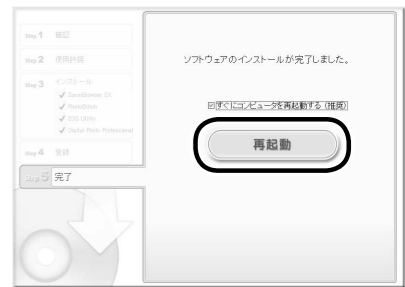 Step 1 確認
Step 2 使用許諾
Step 3 インストール
ZoomBrowser EX
PhotoStitch
EOS Utility
Digital Photo Professional
Step 4 登録
Step 5 完了
ソフトウェアのインストールが完了しました。
すぐにコンピュータを再起動する（推奨）
再起動